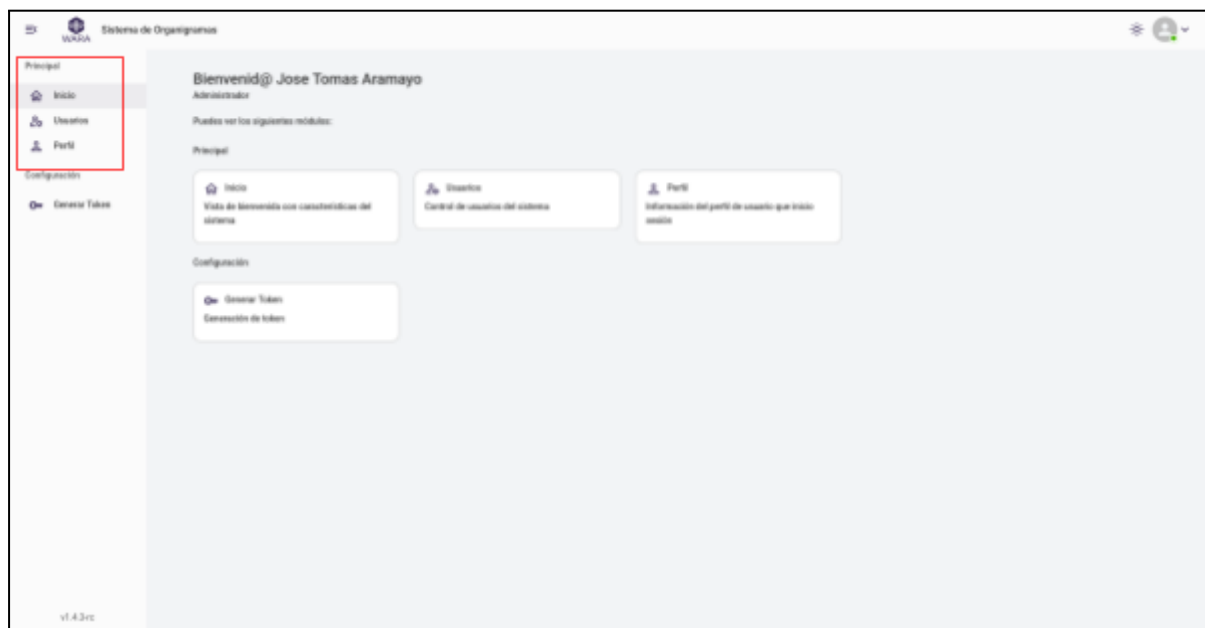 WARA
Sistema de Organigramas
Principal
Inicio
Usuarios
Perfil
Configuración
Generar Token
v1.4.3-rc
Bienvenid@ Jose Tomas Aramayo
Administrador
Puedes ver los siguientes módulos:
Principal
Inicio
Vista de bienvenida con características del
sistema
Usuarios
Control de usuarios del sistema
Perfil
Información del perfil de usuario que inicio
sesión
Configuración
Generar Token
Generación de token